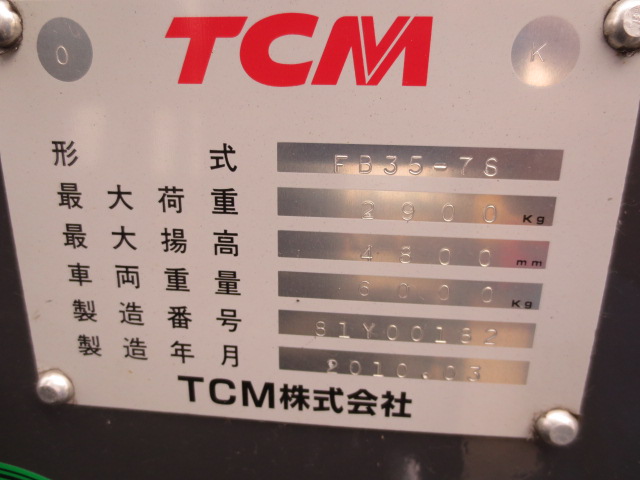 O TCM K
形式 FB35-7S
最大荷重 2900 Kg
最大揚高 4800 mm
車両重量 6000 Kg
製造番号 81Y00182
製造年月 2010.03
TCM株式会社